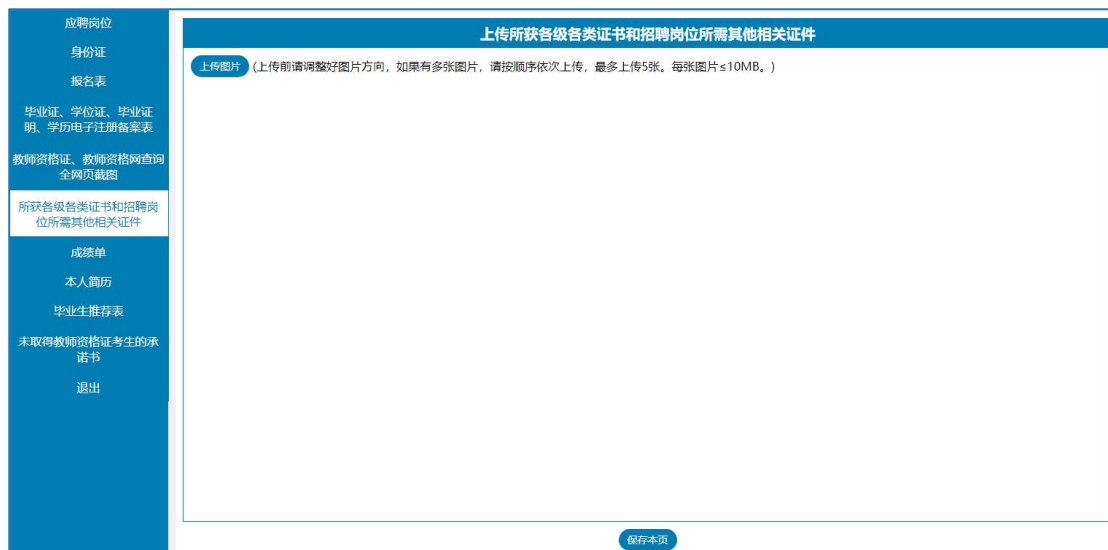 应聘岗位
身份证
报名表
毕业证、学位证、毕业证
明、学历电子注册备案表
教师资格证、教师资格网查询
全网页截图
所获各级各类证书和招聘岗
位所需其他相关证件
成绩单
本人简历
毕业生推荐表
未取得教师资格证考生的承
诺书
退出
上传所获各级各类证书和招聘岗位所需其他相关证件
上传图片 (上传前请调整好图片方向，如果有多张图片，请按顺序依次上传，最多上传5张。每张图片≤10MB。)
保存本页